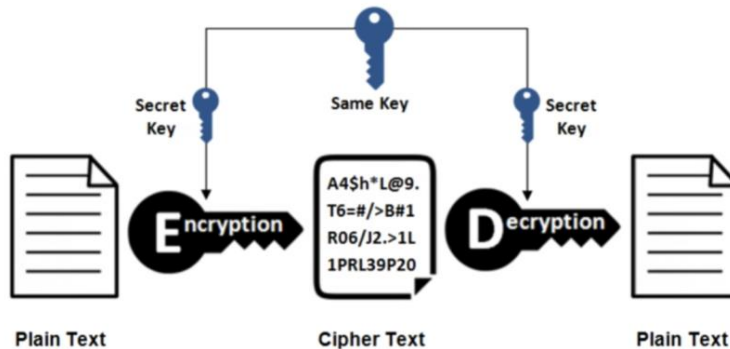 Same Key
Secret
Key
Secret
Key
Encryption
A4$h*L@9.
T6=#/>B#1
R06/J2.>1L
1PRL39P20
Decryption
Plain Text
Cipher Text
Plain Text